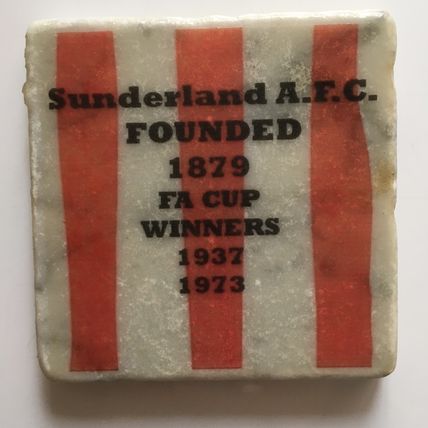 Sunderland A.F.C.
FOUNDED
1879
FA CUP
WINNERS
1937
1973